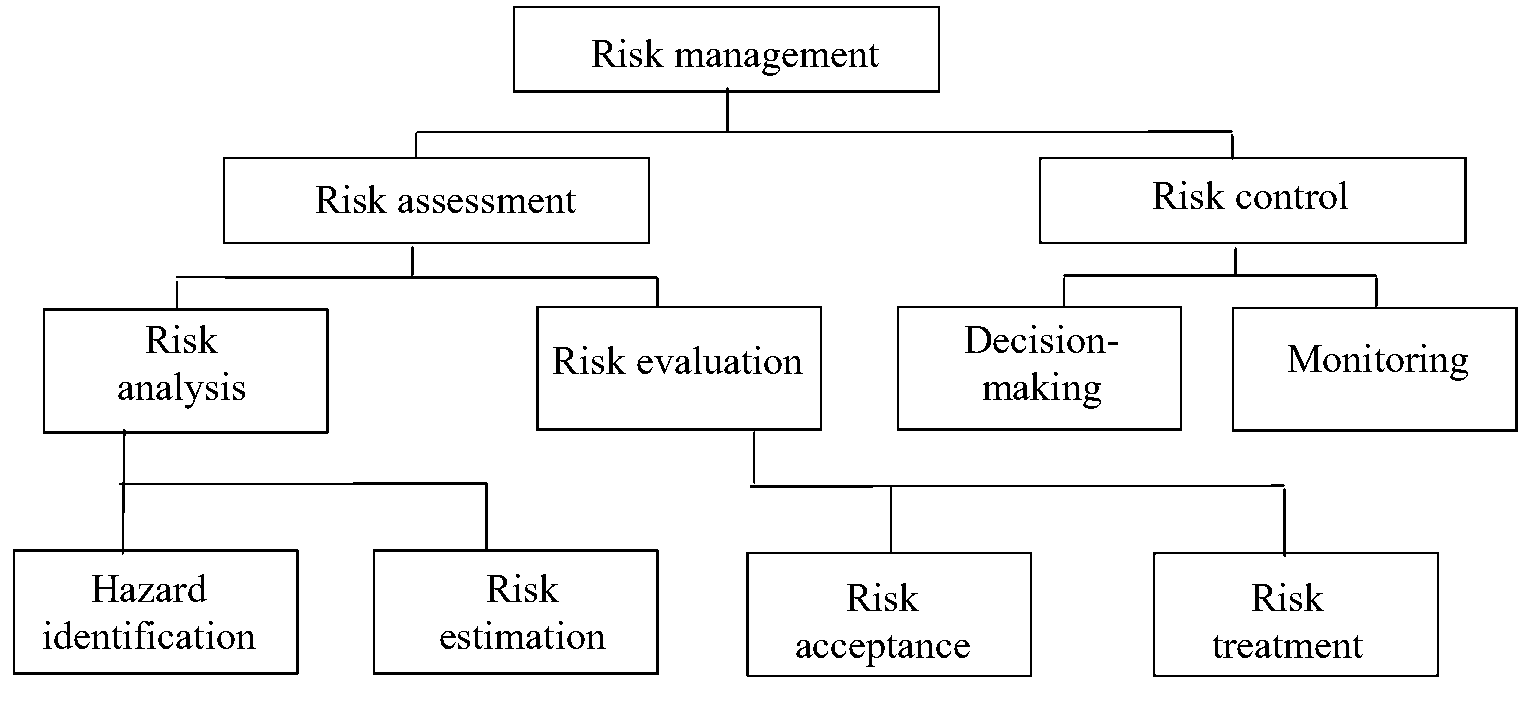 Risk management
Risk assessment
Risk control
Risk
analysis
Risk evaluation
Decision-
making
Monitoring
Hazard
identification
Risk
estimation
Risk
acceptance
Risk
treatment